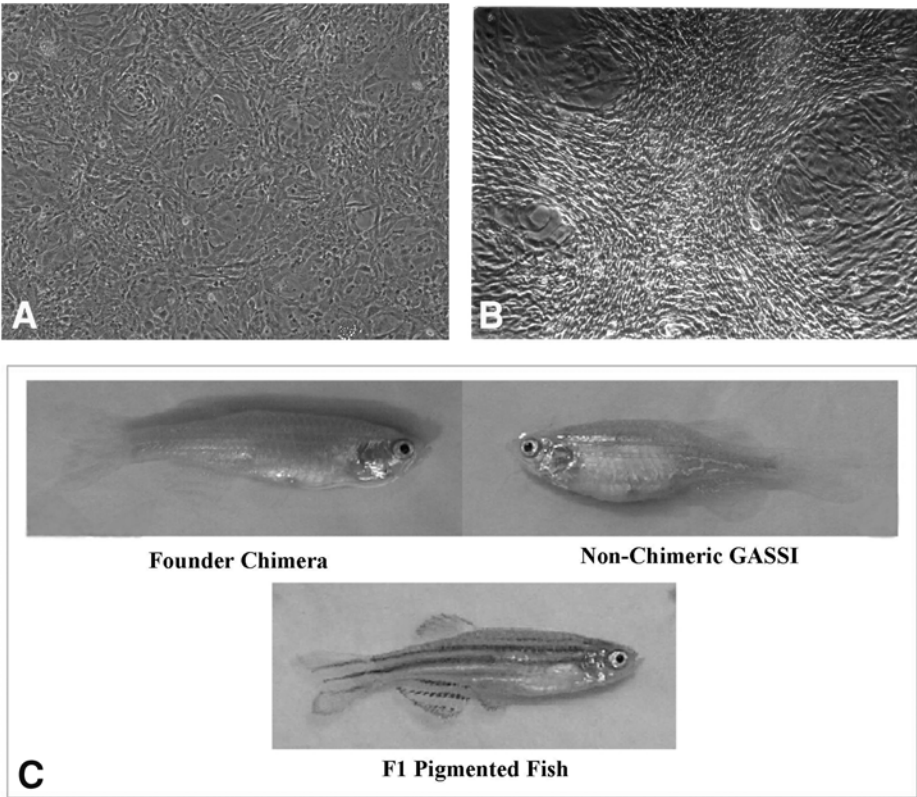 A
B
Founder Chimera
Non-Chimeric GASSI
F1 Pigmented Fish
C